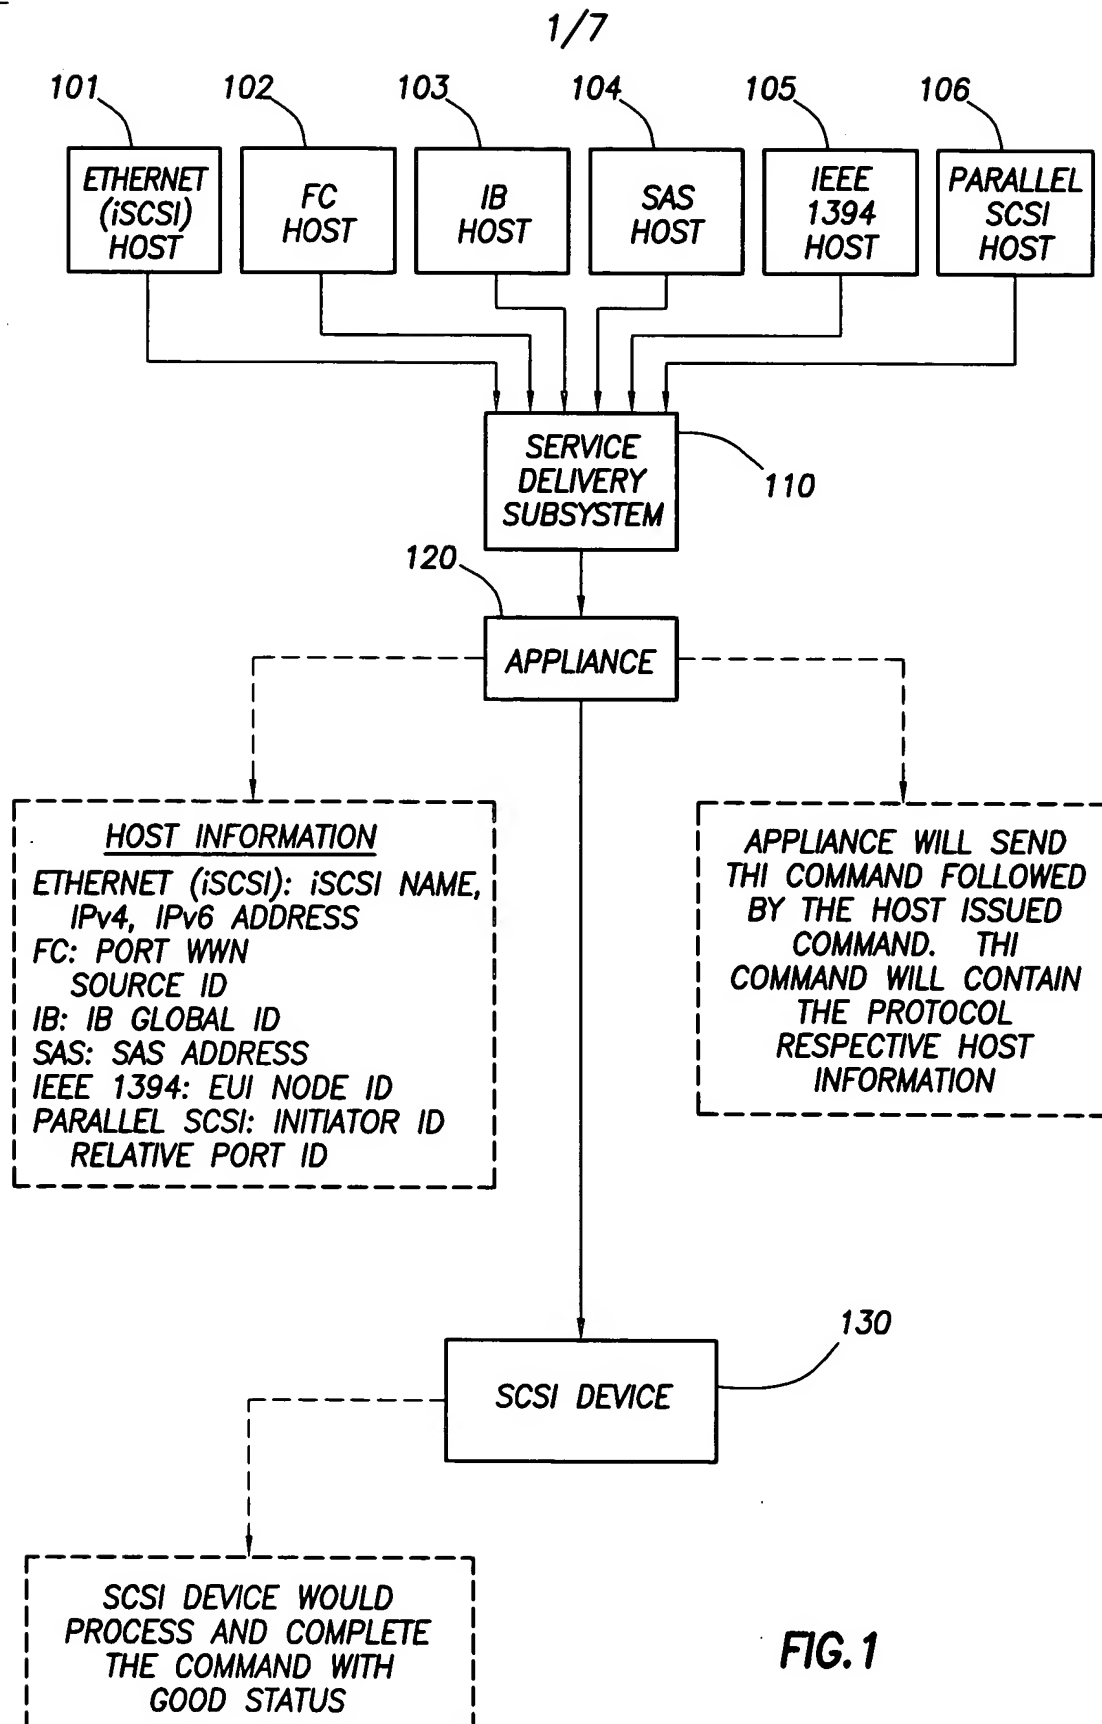 1/7
101
102
103
104
105
106
ETHERNET
(iSCSI)
HOST
FC
HOST
IB
HOST
SAS
HOST
IEEE
1394
HOST
PARALLEL
SCSI
HOST
SERVICE
DELIVERY
SUBSYSTEM
110
120
APPLIANCE
HOST INFORMATION
ETHERNET (iSCSI): iSCSI NAME,
IPv4, IPv6 ADDRESS
FC: PORT WWN
SOURCE ID
IB: IB GLOBAL ID
SAS: SAS ADDRESS
IEEE 1394: EUI NODE ID
PARALLEL SCSI: INITIATOR ID
RELATIVE PORT ID
APPLIANCE WILL SEND
THI COMMAND FOLLOWED
BY THE HOST ISSUED
COMMAND. THI
COMMAND WILL CONTAIN
THE PROTOCOL
RESPECTIVE HOST
INFORMATION
130
SCSI DEVICE
SCSI DEVICE WOULD
PROCESS AND COMPLETE
THE COMMAND WITH
GOOD STATUS
FIG.1